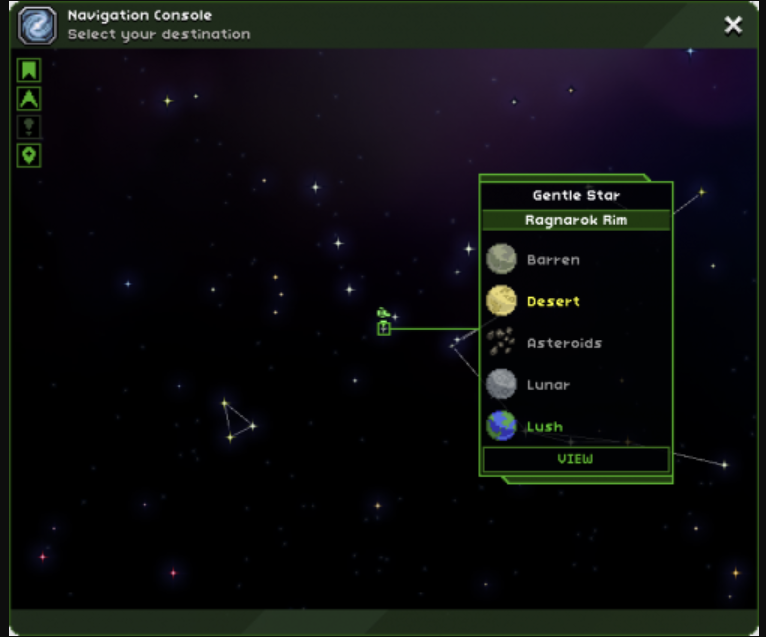 Navigation Console
Select your destination
Gentle Star
Ragnarok Rim
Barren
Desert
Asteroids
Lunar
Lush
VIEW